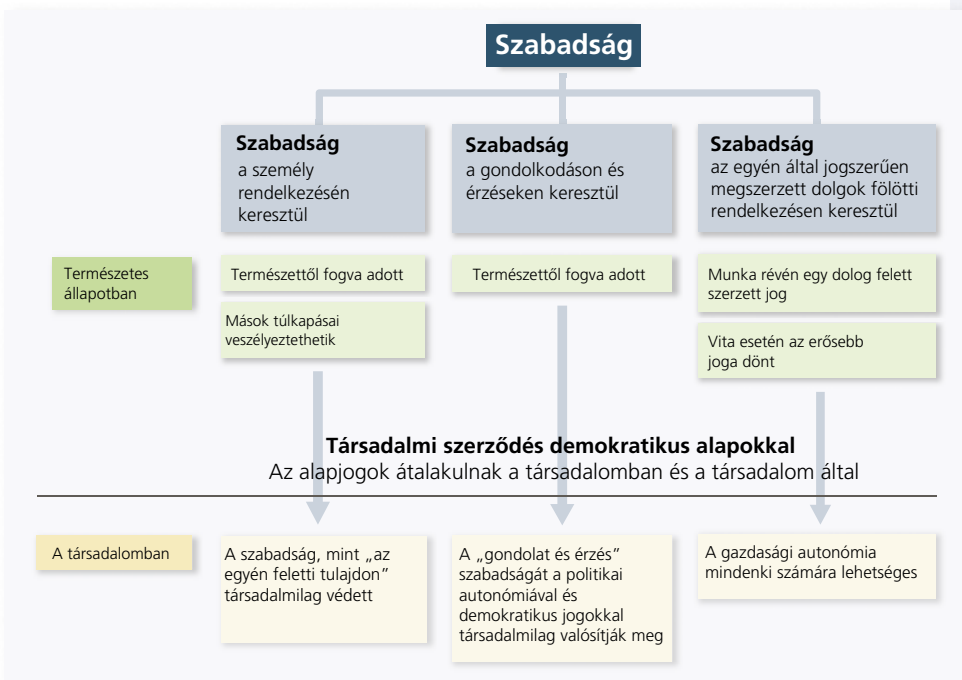 Szabadság
Szabadság
a személy
rendelkezésén
keresztül
Szabadság
a gondolkodáson és
érzéseken keresztül
Szabadság
az egyén által jogszerűen
megszerzett dolgok fölötti
rendelkezésen keresztül
Természetes
állapotban
Természettől fogva adott
Mások túlkapásai
veszélyeztethetik
Természettől fogva adott
Munka révén egy dolog felett
szerzett jog
Vita esetén az erősebb
joga dönt
Társadalmi szerződés demokratikus alapokkal
Az alapjogok átalakulnak a társadalomban és a társadalom által
A társadalomban
A szabadság, mint „az
egyén feletti tulajdon”
társadalmilag védett
A „gondolat és érzés”
szabadságát a politikai
autonómiával és
demokratikus jogokkal
társadalmilag valósítják meg
A gazdasági autonómia
mindenki számára lehetséges